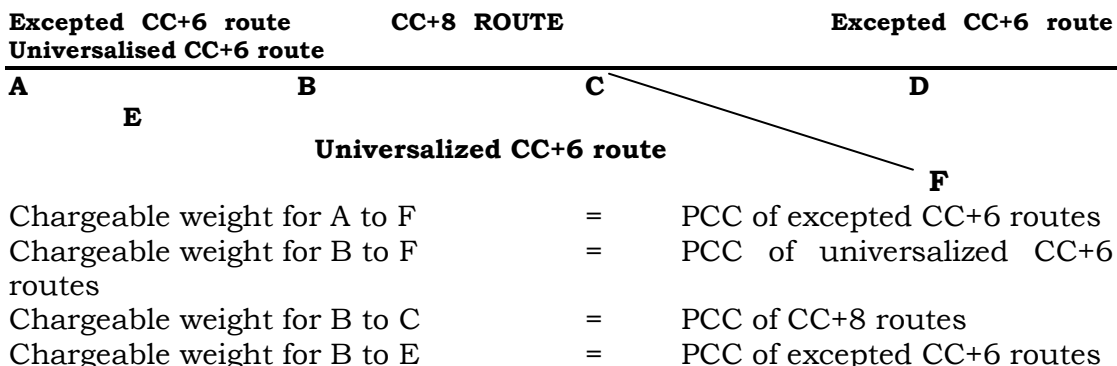 Excepted CC+6 route CC+8 ROUTE Excepted CC+6 route
Universalised CC+6 route
A B C D
E
Universalized CC+6 route
F
Chargeable weight for A to F = PCC of excepted CC+6 routes
Chargeable weight for B to F = PCC of universalized CC+6
routes
Chargeable weight for B to C = PCC of CC+8 routes
Chargeable weight for B to E = PCC of excepted CC+6 routes